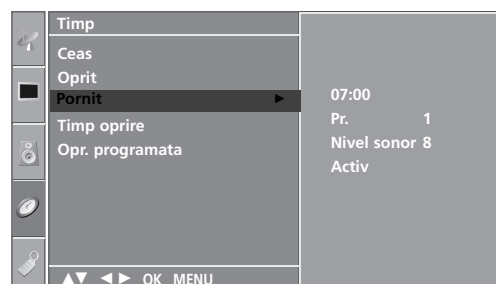 Timp
Ceas
Oprit
Pornit ►
Timp oprire
Opr. programata
07:00
Pr. 1
Nivel sonor 8
Activ
▲▼ ◄► OK MENU